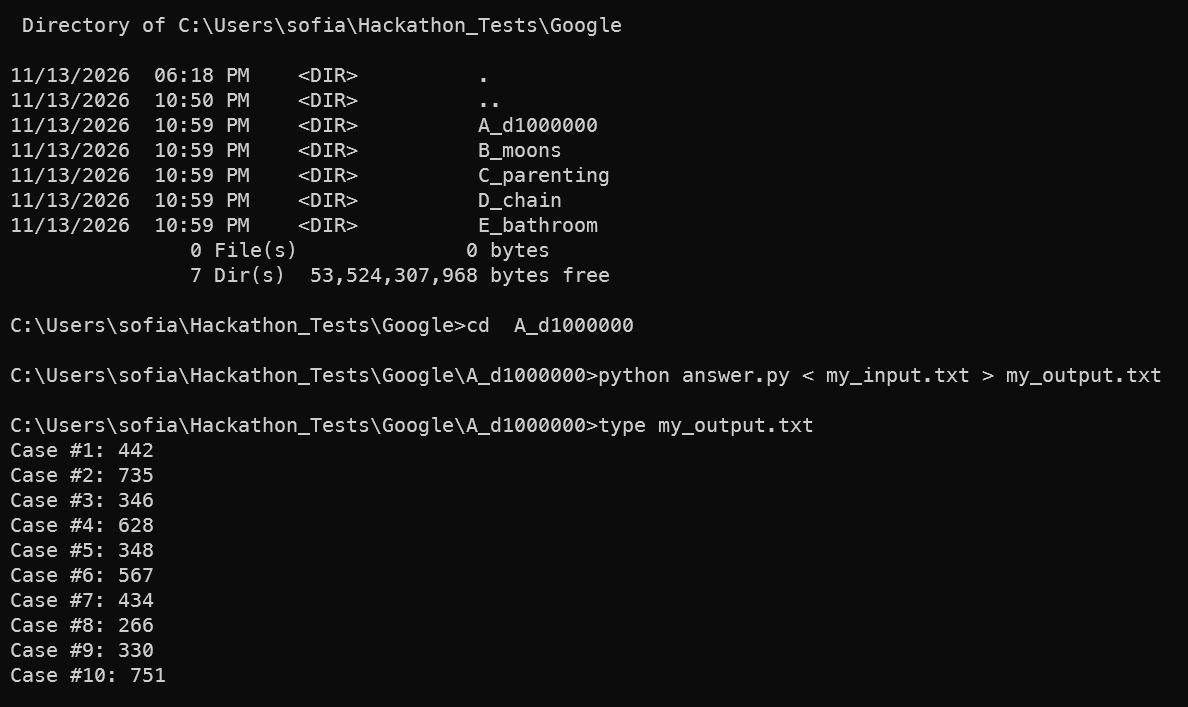 Directory of C:\Users\sofia\Hackathon_Tests\Google

11/13/2026  06:18 PM    <DIR>          .
11/13/2026  10:50 PM    <DIR>          ..
11/13/2026  10:59 PM    <DIR>          A_d1000000
11/13/2026  10:59 PM    <DIR>          B_moons
11/13/2026  10:59 PM    <DIR>          C_parenting
11/13/2026  10:59 PM    <DIR>          D_chain
11/13/2026  10:59 PM    <DIR>          E_bathroom
               0 File(s)              0 bytes
               7 Dir(s)  53,524,307,968 bytes free

C:\Users\sofia\Hackathon_Tests\Google>cd  A_d1000000

C:\Users\sofia\Hackathon_Tests\Google\A_d1000000>python answer.py < my_input.txt > my_output.txt

C:\Users\sofia\Hackathon_Tests\Google\A_d1000000>type my_output.txt
Case #1: 442
Case #2: 735
Case #3: 346
Case #4: 628
Case #5: 348
Case #6: 567
Case #7: 434
Case #8: 266
Case #9: 330
Case #10: 751